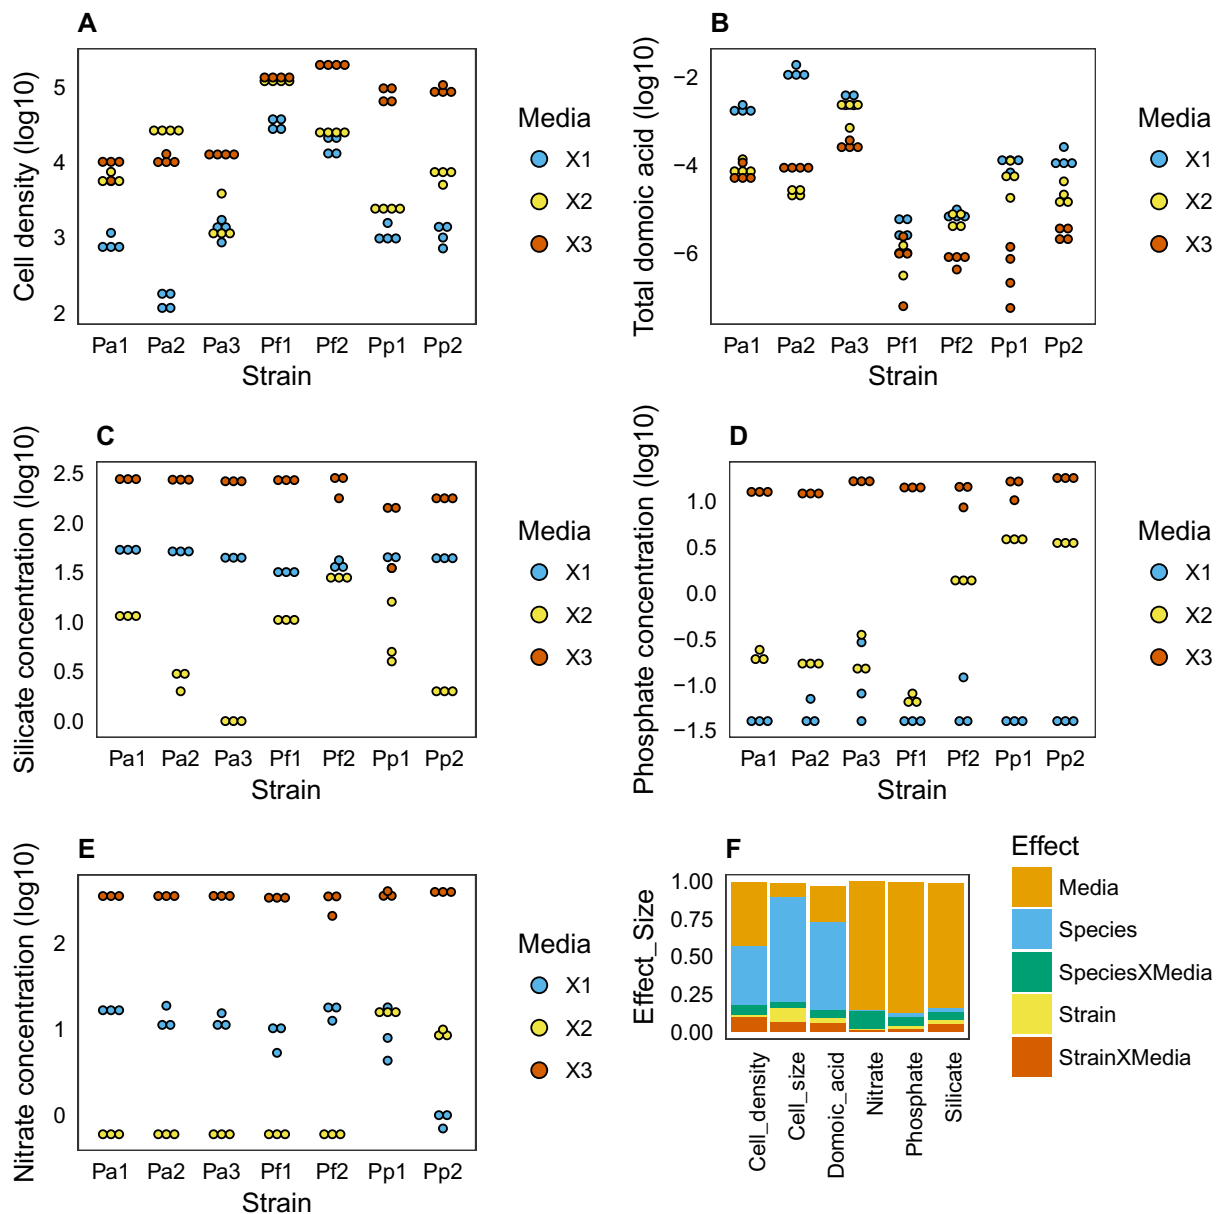 A
Cell density (log10)
5
4
3
2
Pa1 Pa2 Pa3 Pf1 Pf2 Pp1 Pp2
Strain
Media
X1
X2
X3
B
Total domoic acid (log10)
−2
−4
−6
Pa1 Pa2 Pa3 Pf1 Pf2 Pp1 Pp2
Strain
Media
X1
X2
X3
C
Silicate concentration (log10)
2.5
2.0
1.5
1.0
0.5
0.0
Pa1 Pa2 Pa3 Pf1 Pf2 Pp1 Pp2
Strain
Media
X1
X2
X3
D
Phosphate concentration (log10)
1.0
0.5
0.0
−0.5
−1.0
−1.5
Pa1 Pa2 Pa3 Pf1 Pf2 Pp1 Pp2
Strain
Media
X1
X2
X3
E
Nitrate concentration (log10)
2
1
0
Pa1 Pa2 Pa3 Pf1 Pf2 Pp1 Pp2
Strain
Media
X1
X2
X3
F
Effect_Size
1.00
0.75
0.50
0.25
0.00
Cell_density
Cell_size
Domoic_acid
Nitrate
Phosphate
Silicate
Effect
Media
Species
SpeciesXMedia
Strain
StrainXMedia